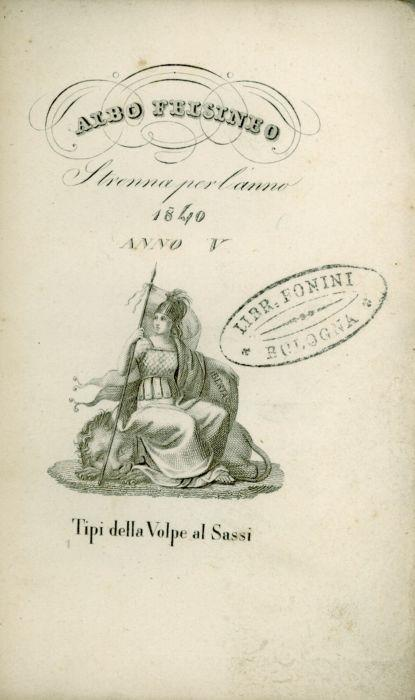 ALBO FELSINEO
Strenna per l'anno
1840
ANNO V
LIBR: FONINI
BOLOGNA
Tipi della Volpe al Sassi